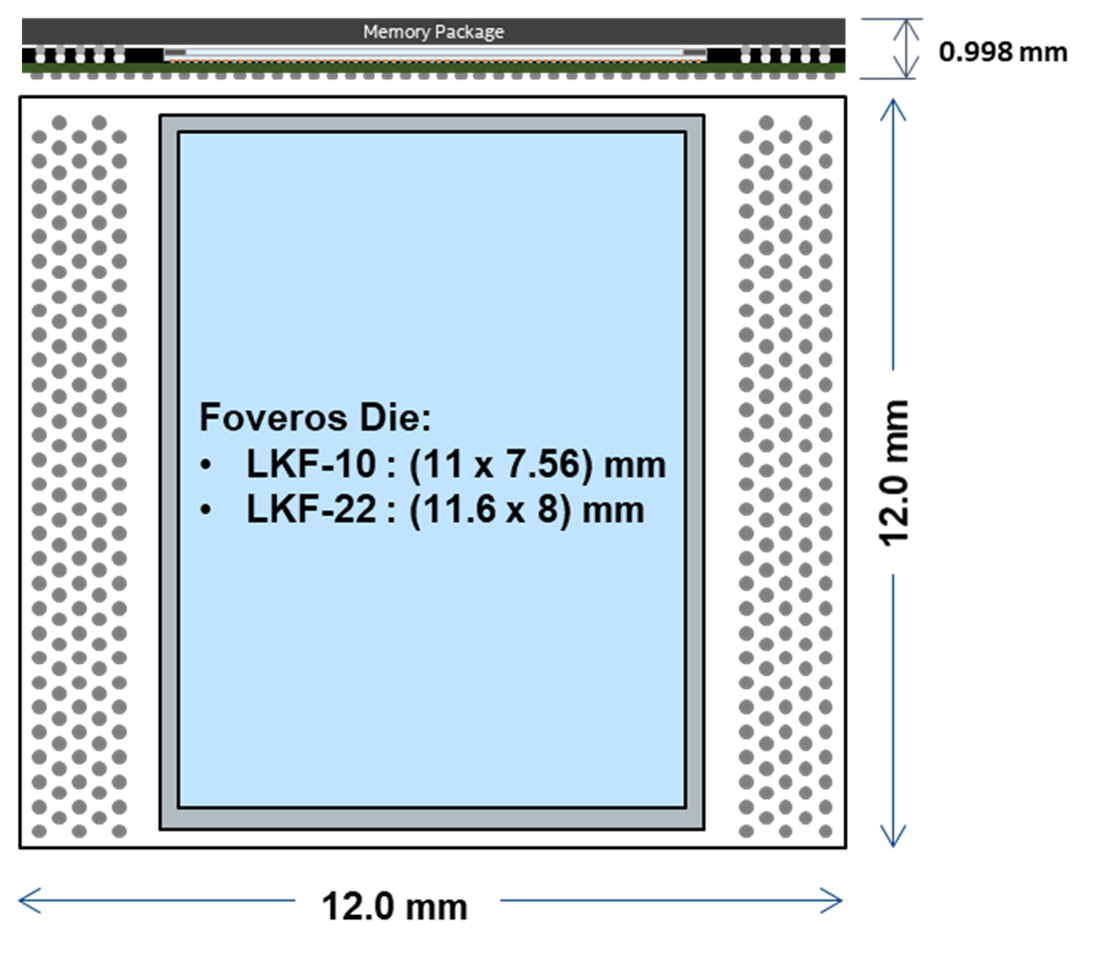 Memory Package
0.998 mm
Foveros Die:
• LKF-10 : (11 x 7.56) mm
• LKF-22 : (11.6 x 8) mm
12.0 mm
12.0 mm